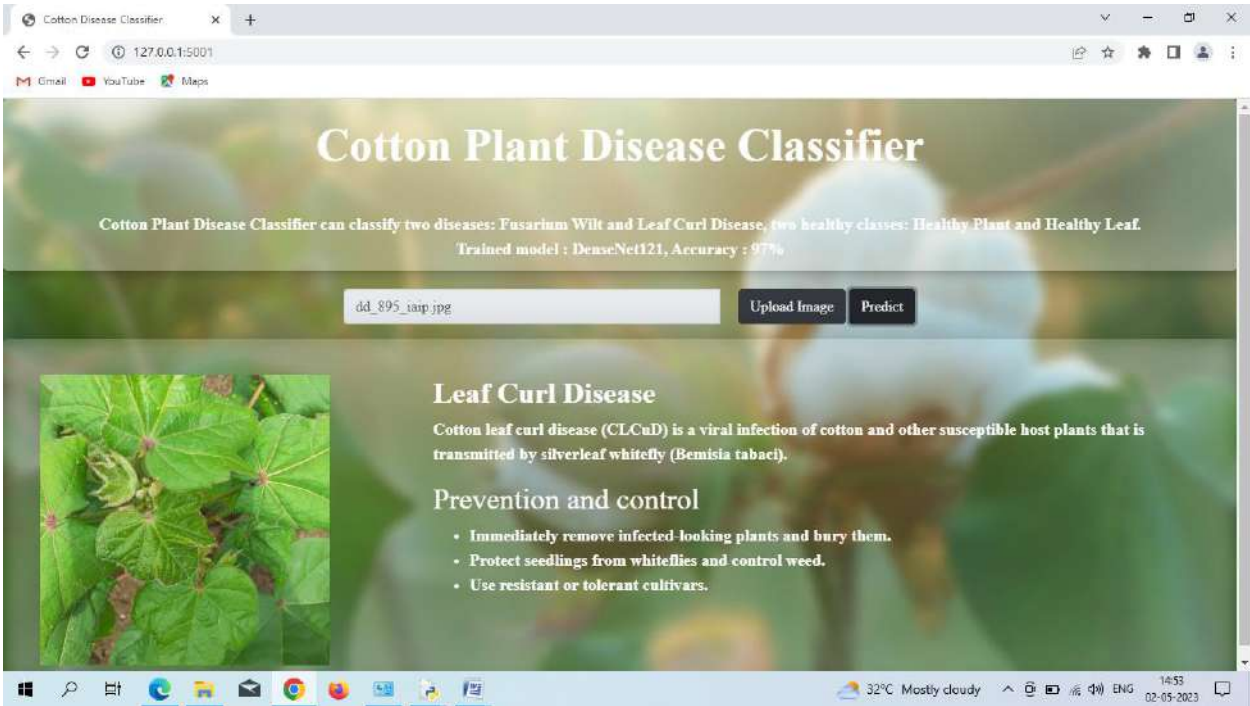 Cotton Disease Classifier
127.0.0.1:5001
Gmail YouTube Maps
Cotton Plant Disease Classifier
Cotton Plant Disease Classifier can classify two diseases: Fusarium Wilt and Leaf Curl Disease, two healthy classes: Healthy Plant and Healthy Leaf.
Trained model : DenseNet121, Accuracy : 97%
dd_895_iaip.jpg Upload Image Predict
Leaf Curl Disease
Cotton leaf curl disease (CLCuD) is a viral infection of cotton and other susceptible host plants that is
transmitted by silverleaf whitefly (Bemisia tabaci).
Prevention and control
• Immediately remove infected-looking plants and bury them.
• Protect seedlings from whiteflies and control weed.
• Use resistant or tolerant cultivars.
32°C Mostly cloudy ENG 14:53
02-05-2023